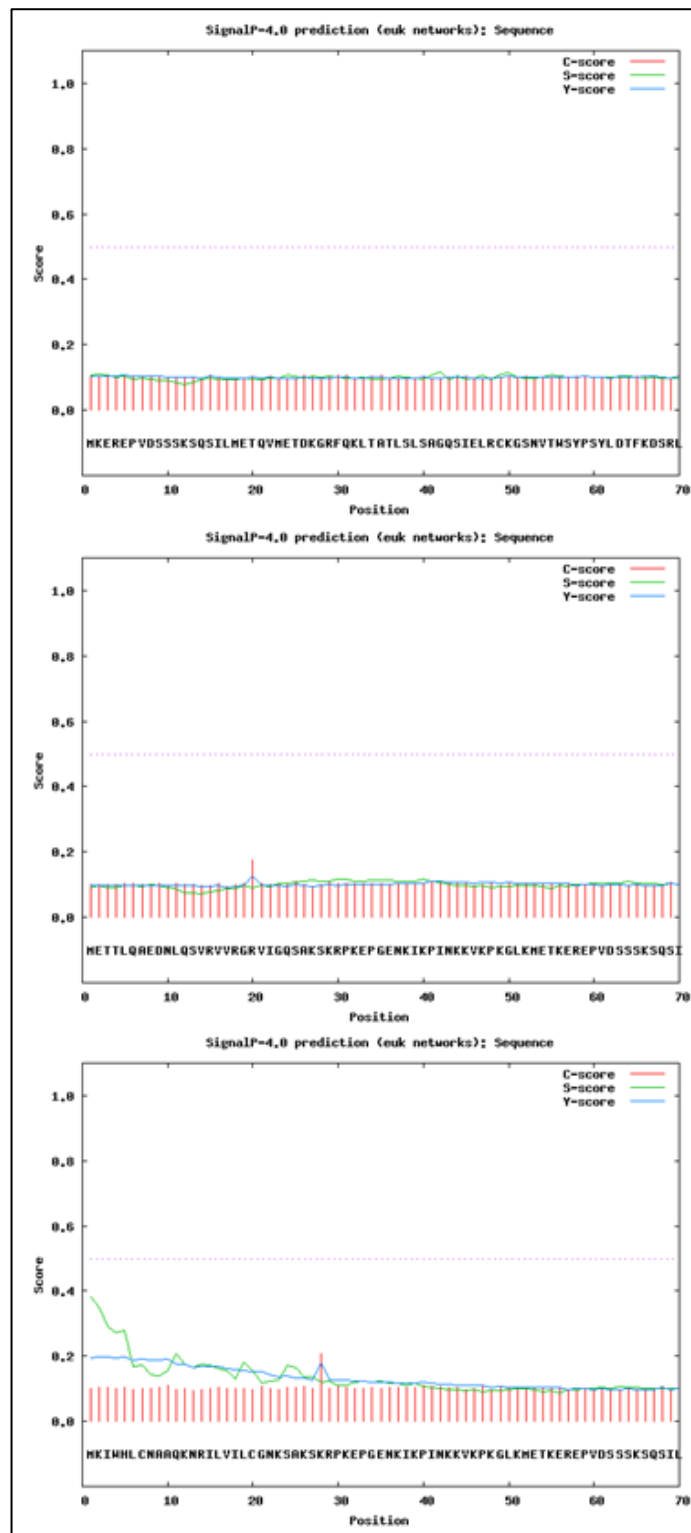 SignalP-4.0 prediction (euk networks): Sequence
C-score
S-score
Y-score
1.0
0.8
0.6
0.4
0.2
0.0
Score
MKEREPVDSSSKSQSILMETQVMETDKGRFQKLTATLSLSAGQSIELRCKGSNVTWSYPSYLDTFKDSRL
0 10 20 30 40 50 60 70
Position
SignalP-4.0 prediction (euk networks): Sequence
C-score
S-score
Y-score
1.0
0.8
0.6
0.4
0.2
0.0
Score
METTLQAEDNLQSVRVVRGRVIGQSAKSKRPKEPGENKIKPINKKVKPKGLKMETKEREPVDSSSKSQSI
0 10 20 30 40 50 60 70
Position
SignalP-4.0 prediction (euk networks): Sequence
C-score
S-score
Y-score
1.0
0.8
0.6
0.4
0.2
0.0
Score
MKIWHLCNAAQKNRILVILCGNKSAKSKRPKEPGENKIKPINKKVKPKGLKMETKEREPVDSSSKSQSIL
0 10 20 30 40 50 60 70
Position